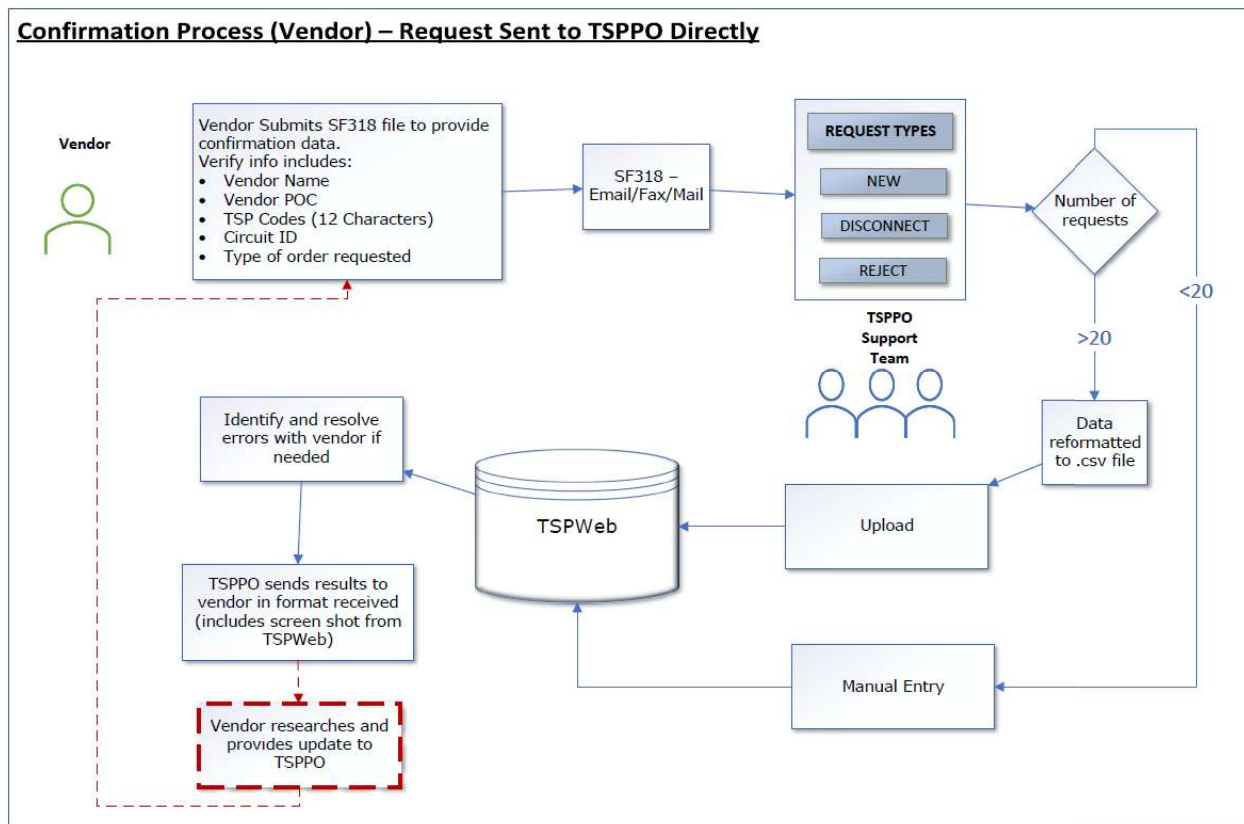 Confirmation Process (Vendor) – Request Sent to TSPPO Directly
Vendor
Vendor Submits SF318 file to provide
confirmation data.
Verify info includes:
• Vendor Name
• Vendor POC
• TSP Codes (12 Characters)
• Circuit ID
• Type of order requested
SF318 –
Email/Fax/Mail
REQUEST TYPES
NEW
DISCONNECT
REJECT
Number of
requests
<20
>20
TSPPO
Support
Team
Data
reformatted
to .csv file
Upload
Manual Entry
TSPWeb
Identify and resolve
errors with vendor if
needed
TSPPO sends results to
vendor in format received
(includes screen shot from
TSPWeb)
Vendor researches and
provides update to
TSPPO